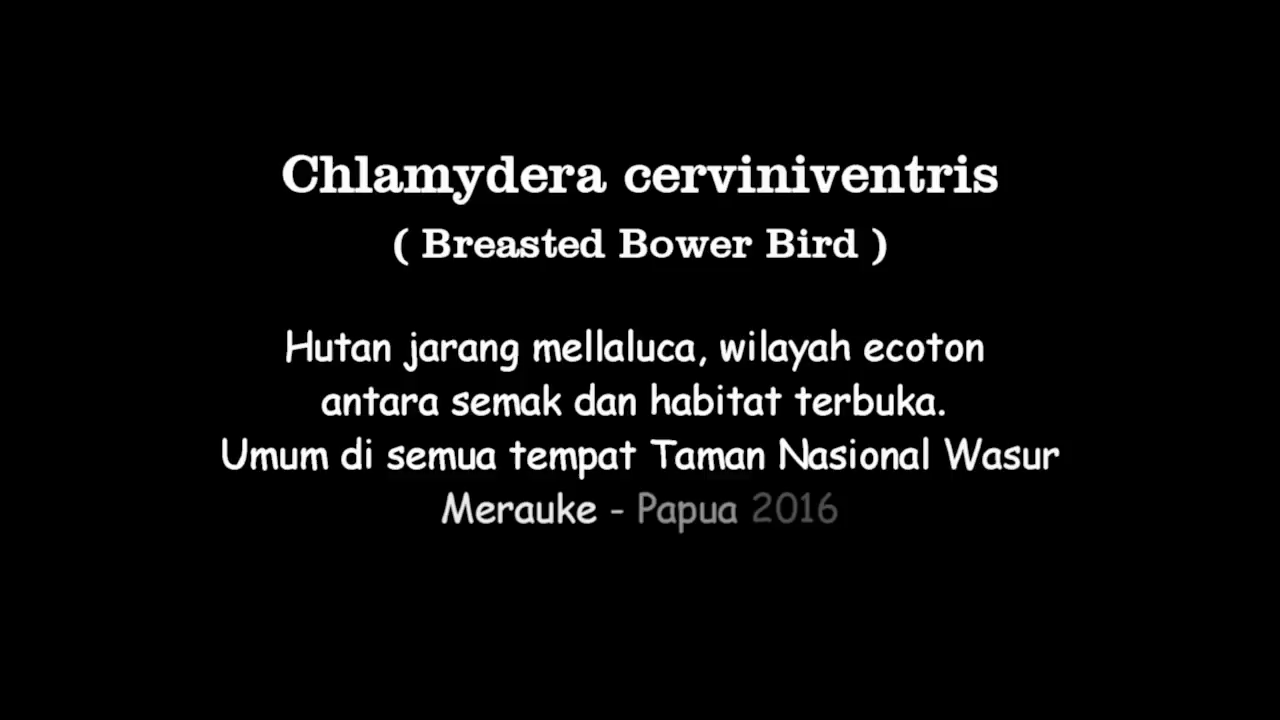 Chlamydera cerviniventris
( Breasted Bower Bird )
Hutan jarang mellaluca, wilayah ecoton
antara semak dan habitat terbuka.
Umum di semua tempat Taman Nasional Wasur
Merauke - Papua 2016